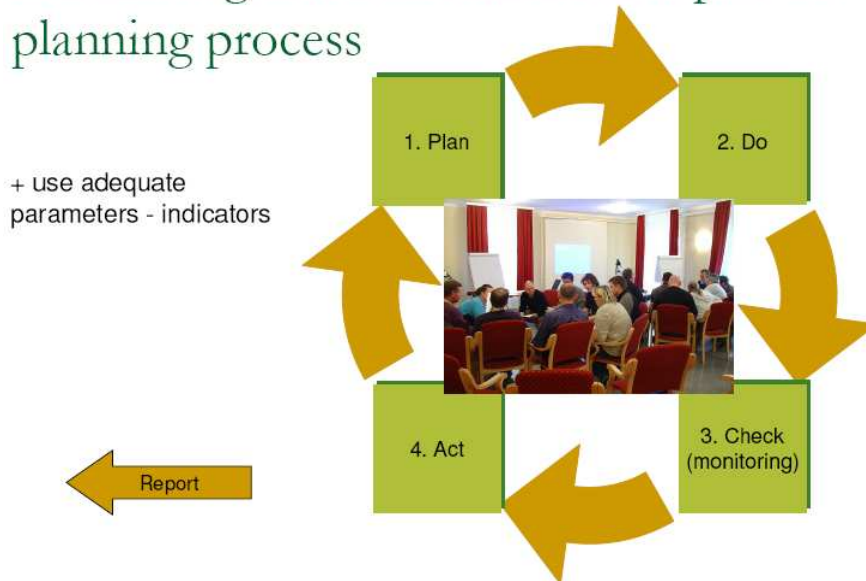 planning process
1. Plan
2. Do
+ use adequate
parameters - indicators
4. Act
3. Check
(monitoring)
Report